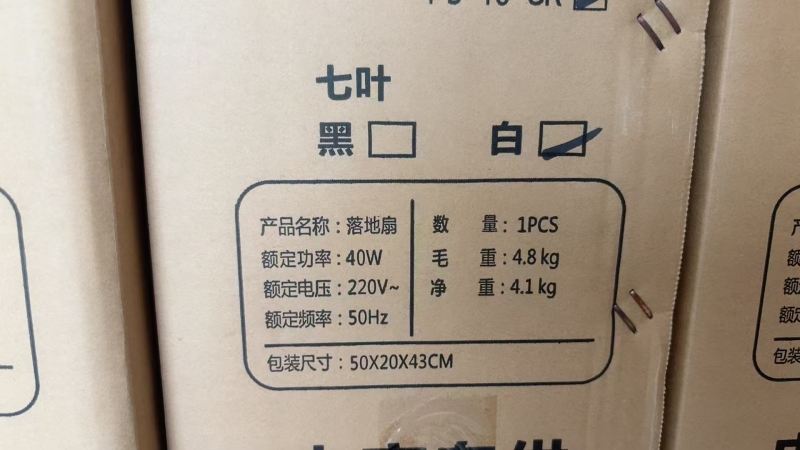 七叶
黑 白
产品名称：落地扇 数 量：1PCS
额定功率：40W 毛 重：4.8 kg
额定电压：220V~ 净 重：4.1 kg
额定频率：50Hz
包装尺寸：50X20X43CM